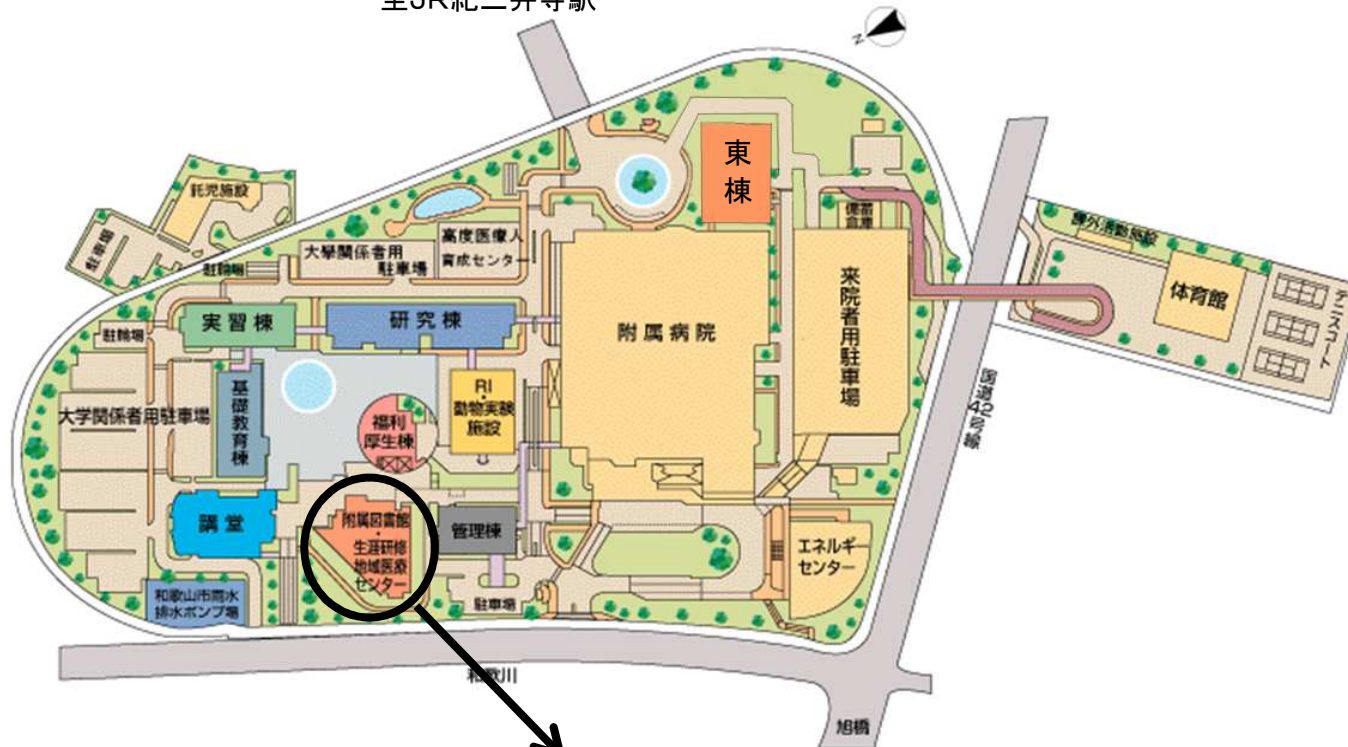 至JR紀三井寺駅
N
東
棟
託児施設
駐車場
駐輪場
大學関係者用
駐車場
高度医療人
育成センター
備蓄
倉庫
課外活動施設
体育館
テニスコート
駐輪場
実習棟
研究棟
附属病院
来院者用駐車場
国道42号線
大学関係者用駐車場
基礎教育棟
福利
厚生棟
RI
・
動物実験
施設
講堂
附属図書館
・
生涯研修
地域医療
センター
管理棟
エネルギー
センター
和歌山市雨水
排水ポンプ場
駐車場
和歌川
旭橋